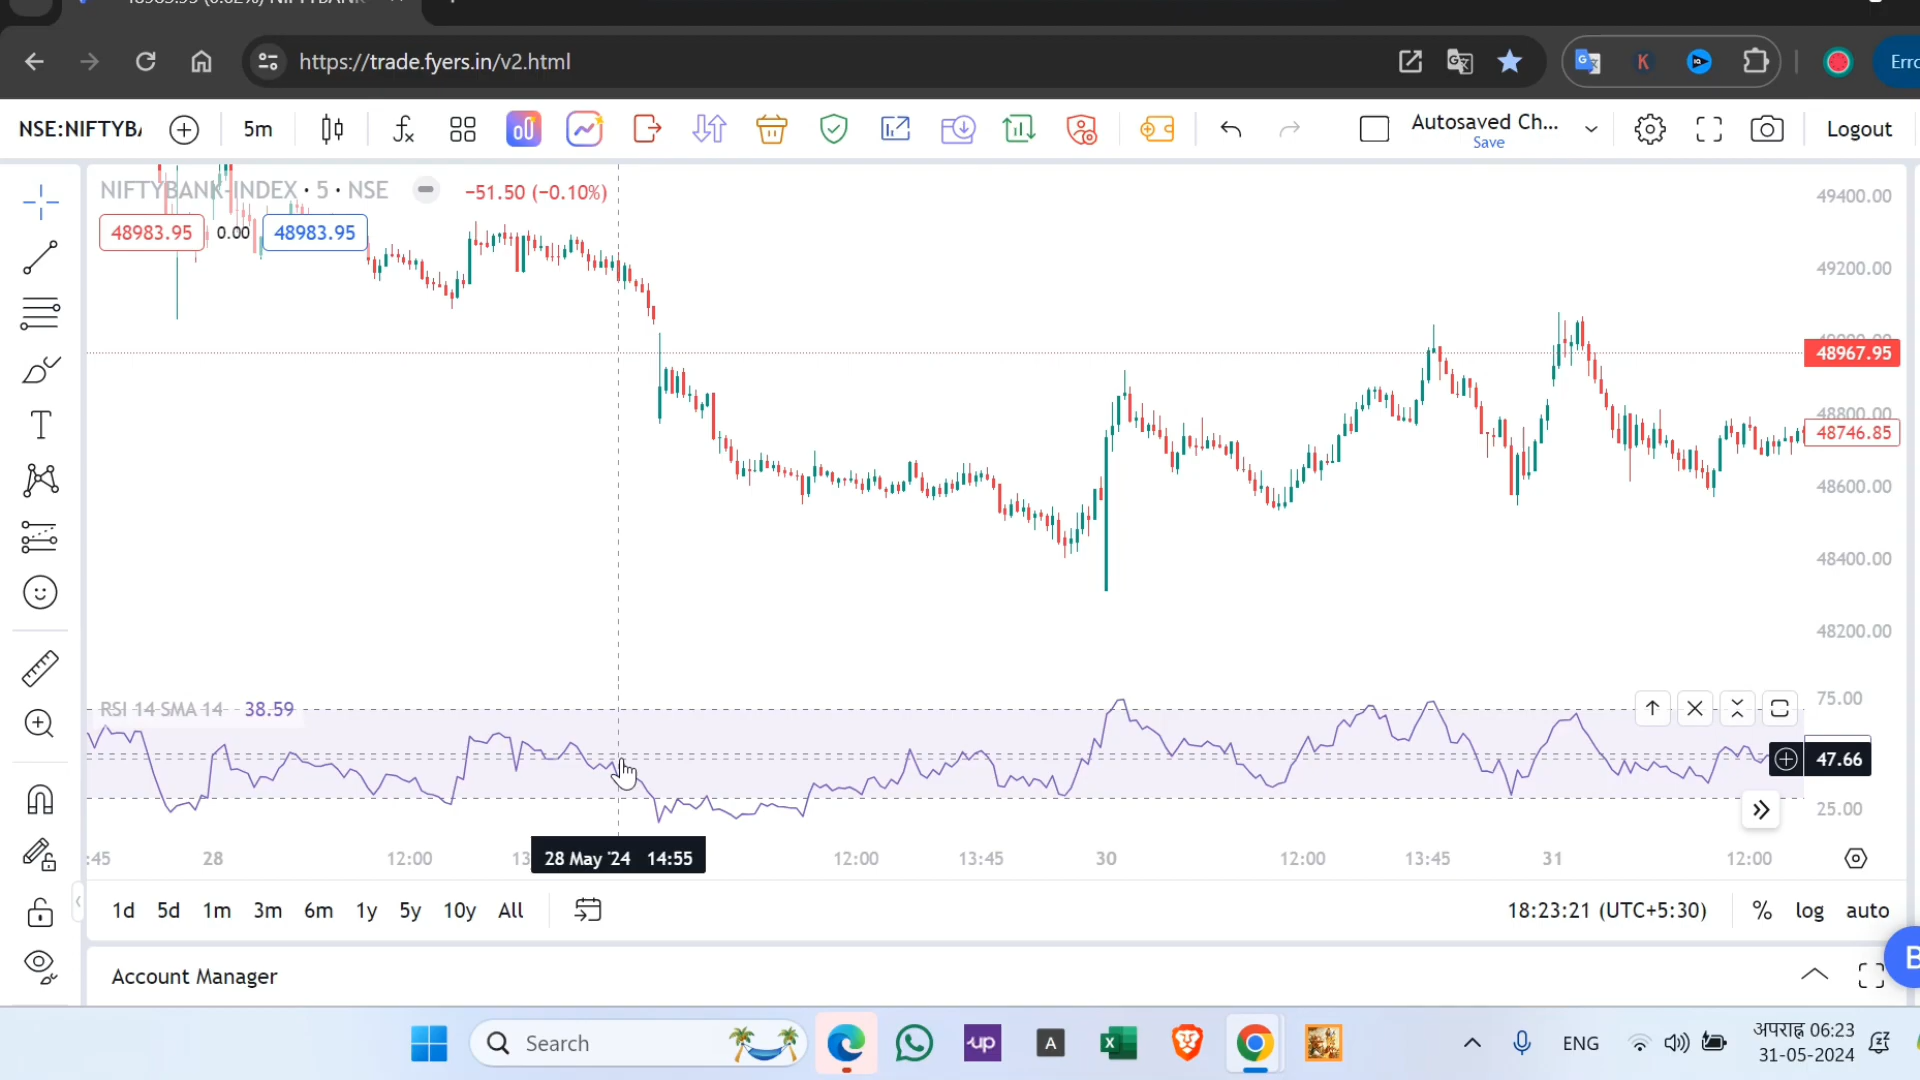 https://trade.fyers.in/v2.html
NSE:NIFTYB
5m
Autosaved Ch...
Save
Logout
NIFTYBANK-INDEX · 5 · NSE
−51.50 (−0.10%)
48983.95
0.00
48983.95
49400.00
49200.00
48967.95
48800.00
48746.85
48600.00
48400.00
48200.00
RSI 14 SMA 14 38.59
75.00
47.66
25.00
:45
28
12:00
13
28 May '24 14:55
12:00
13:45
30
12:00
13:45
31
12:00
1d 5d 1m 3m 6m 1y 5y 10y All
18:23:21 (UTC+5:30)
% log auto
B
Account Manager
Search
up
A
ENG
अपराह्न 06:23
31-05-2024